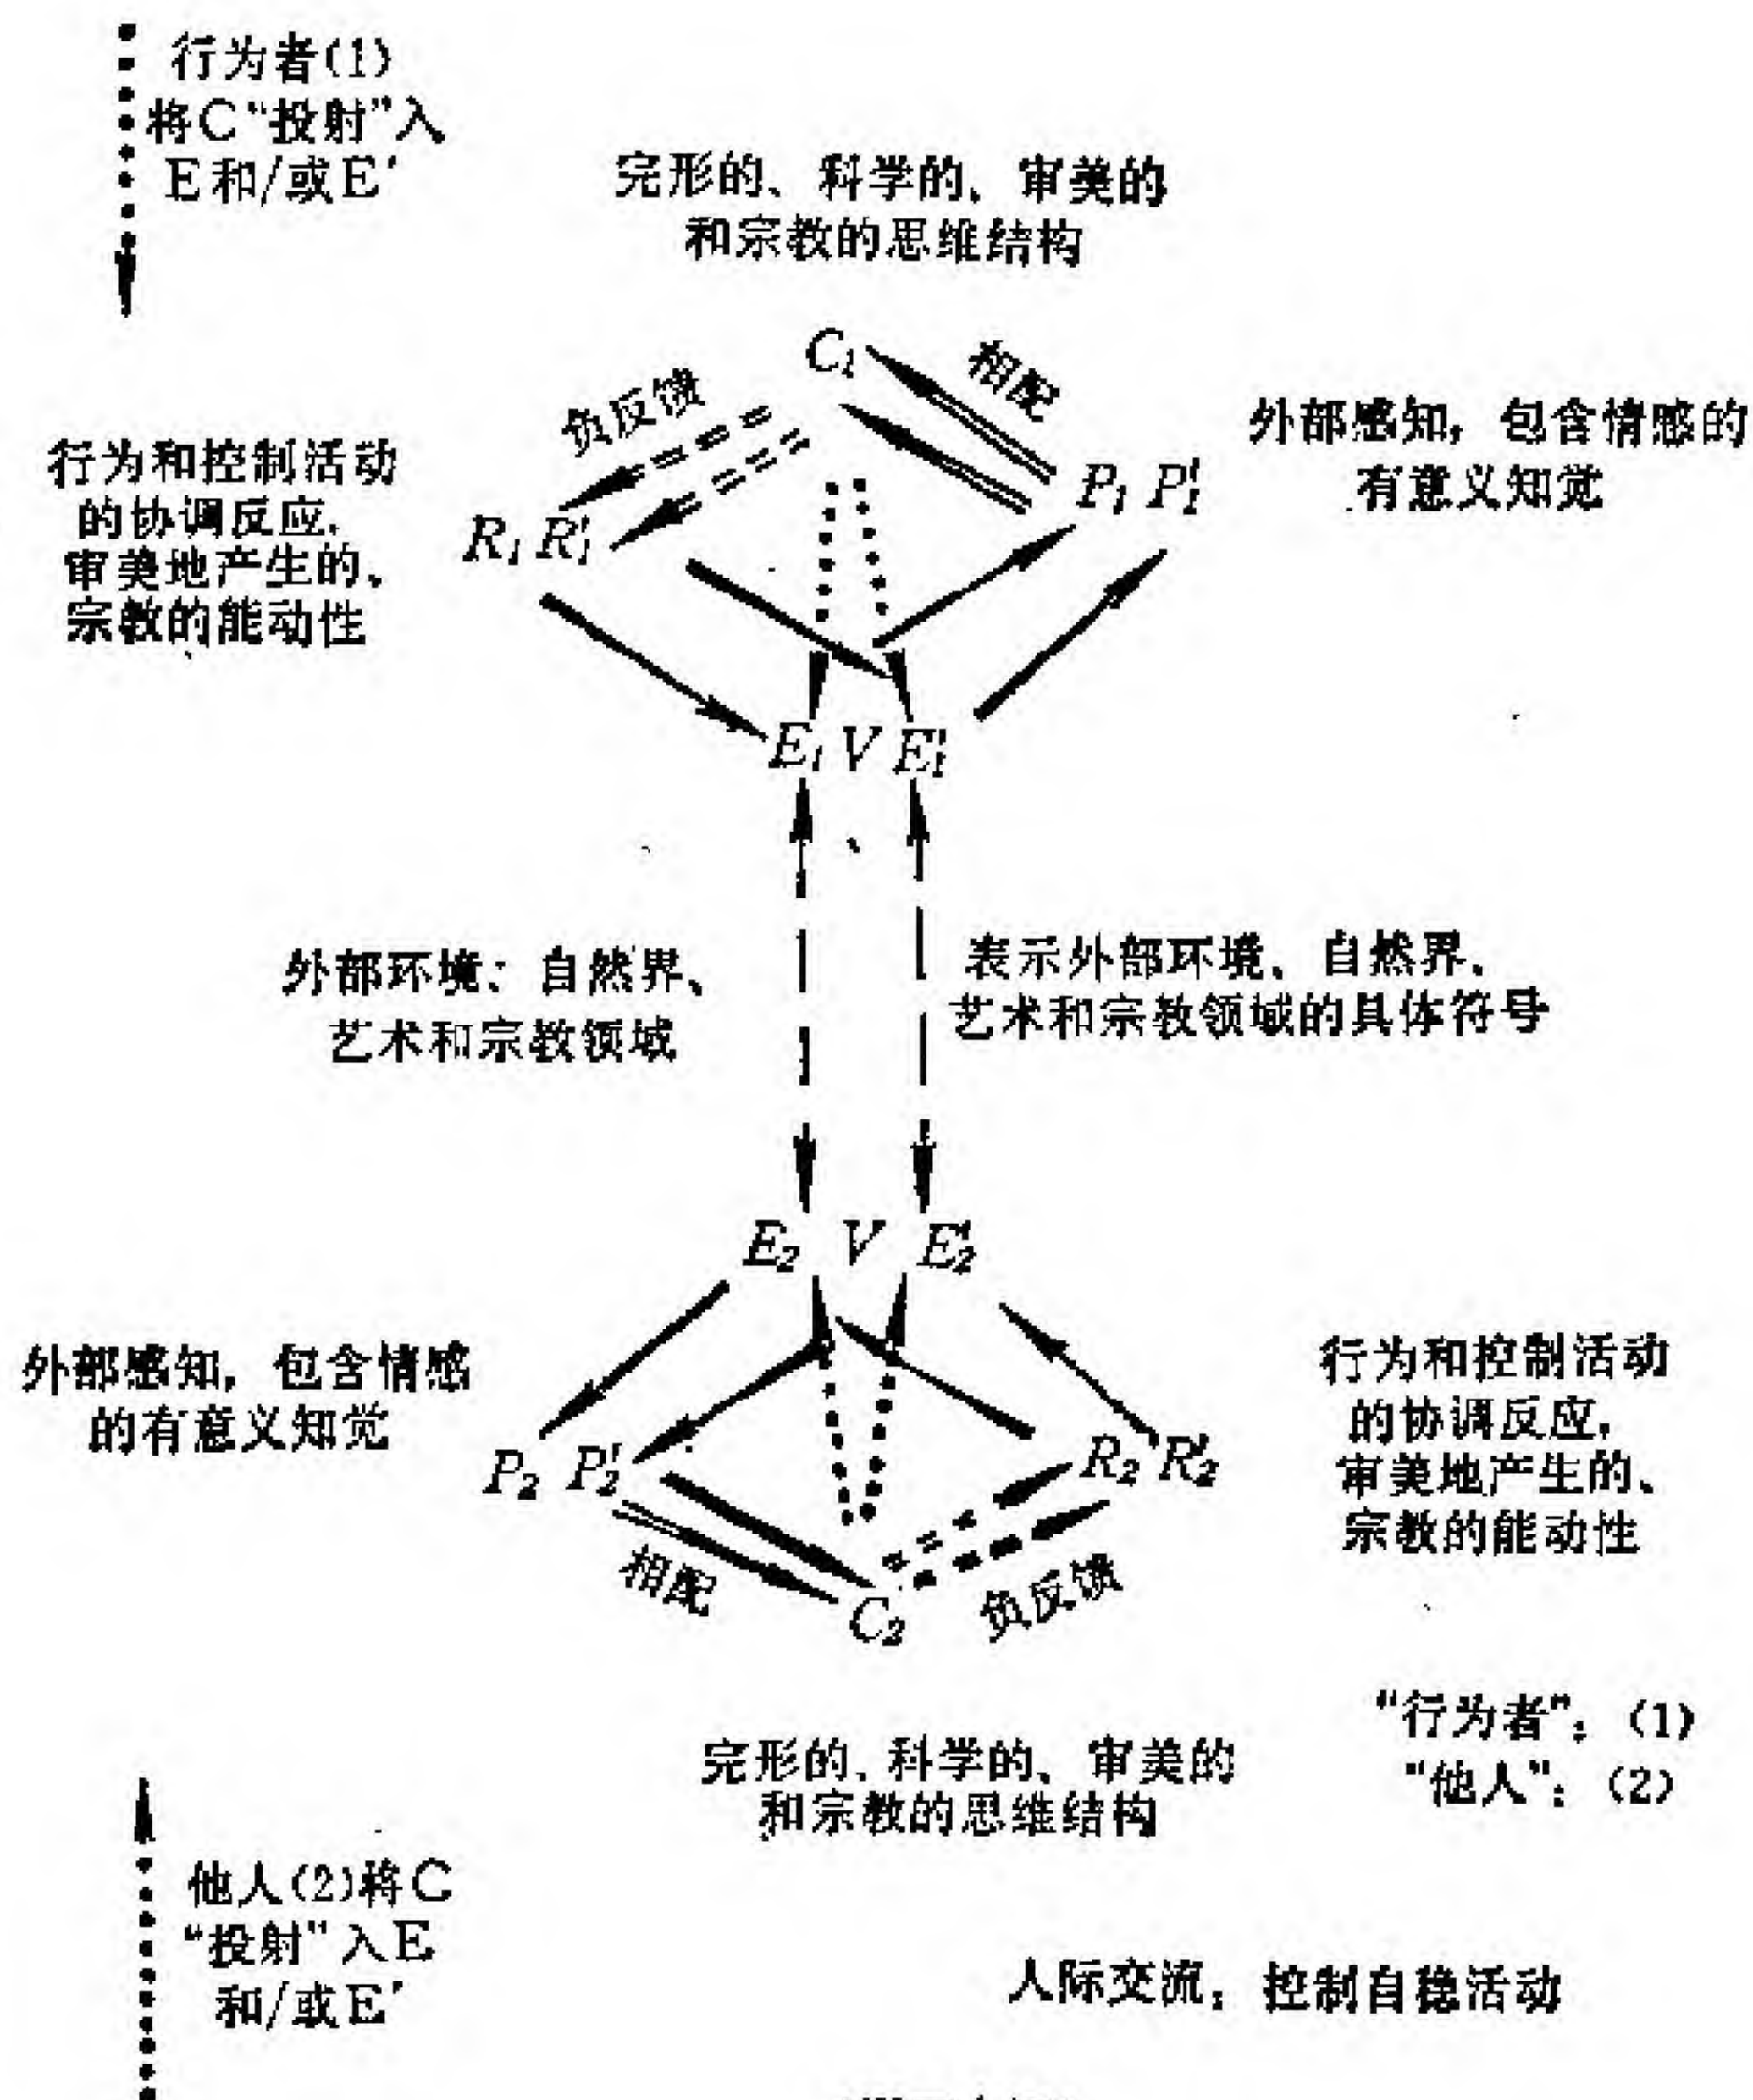 行为者(1)
将C“投射”入
E和/或E′
完形的、科学的、审美的
和宗教的思维结构
C₁
相配
负反馈
外部感知，包含情感的
有意义知觉
P₁ P₁′
行为和控制活动
的协调反应，
审美地产生的、
宗教的能动性
R₁ R₁′
E₁ V E₁′
外部环境：自然界、
艺术和宗教领域
表示外部环境、自然界、
艺术和宗教领域的具体符号
E₂ V E₂′
外部感知，包含情感
的有意义知觉
P₂ P₂′
行为和控制活动
的协调反应，
审美地产生的、
宗教的能动性
R₂ R₂′
相配
C₂
负反馈
“行为者”：(1)
“他人”：(2)
完形的、科学的、审美的
和宗教的思维结构
他人(2)将C
“投射”入E
和/或E′
人际交流：控制自稳活动